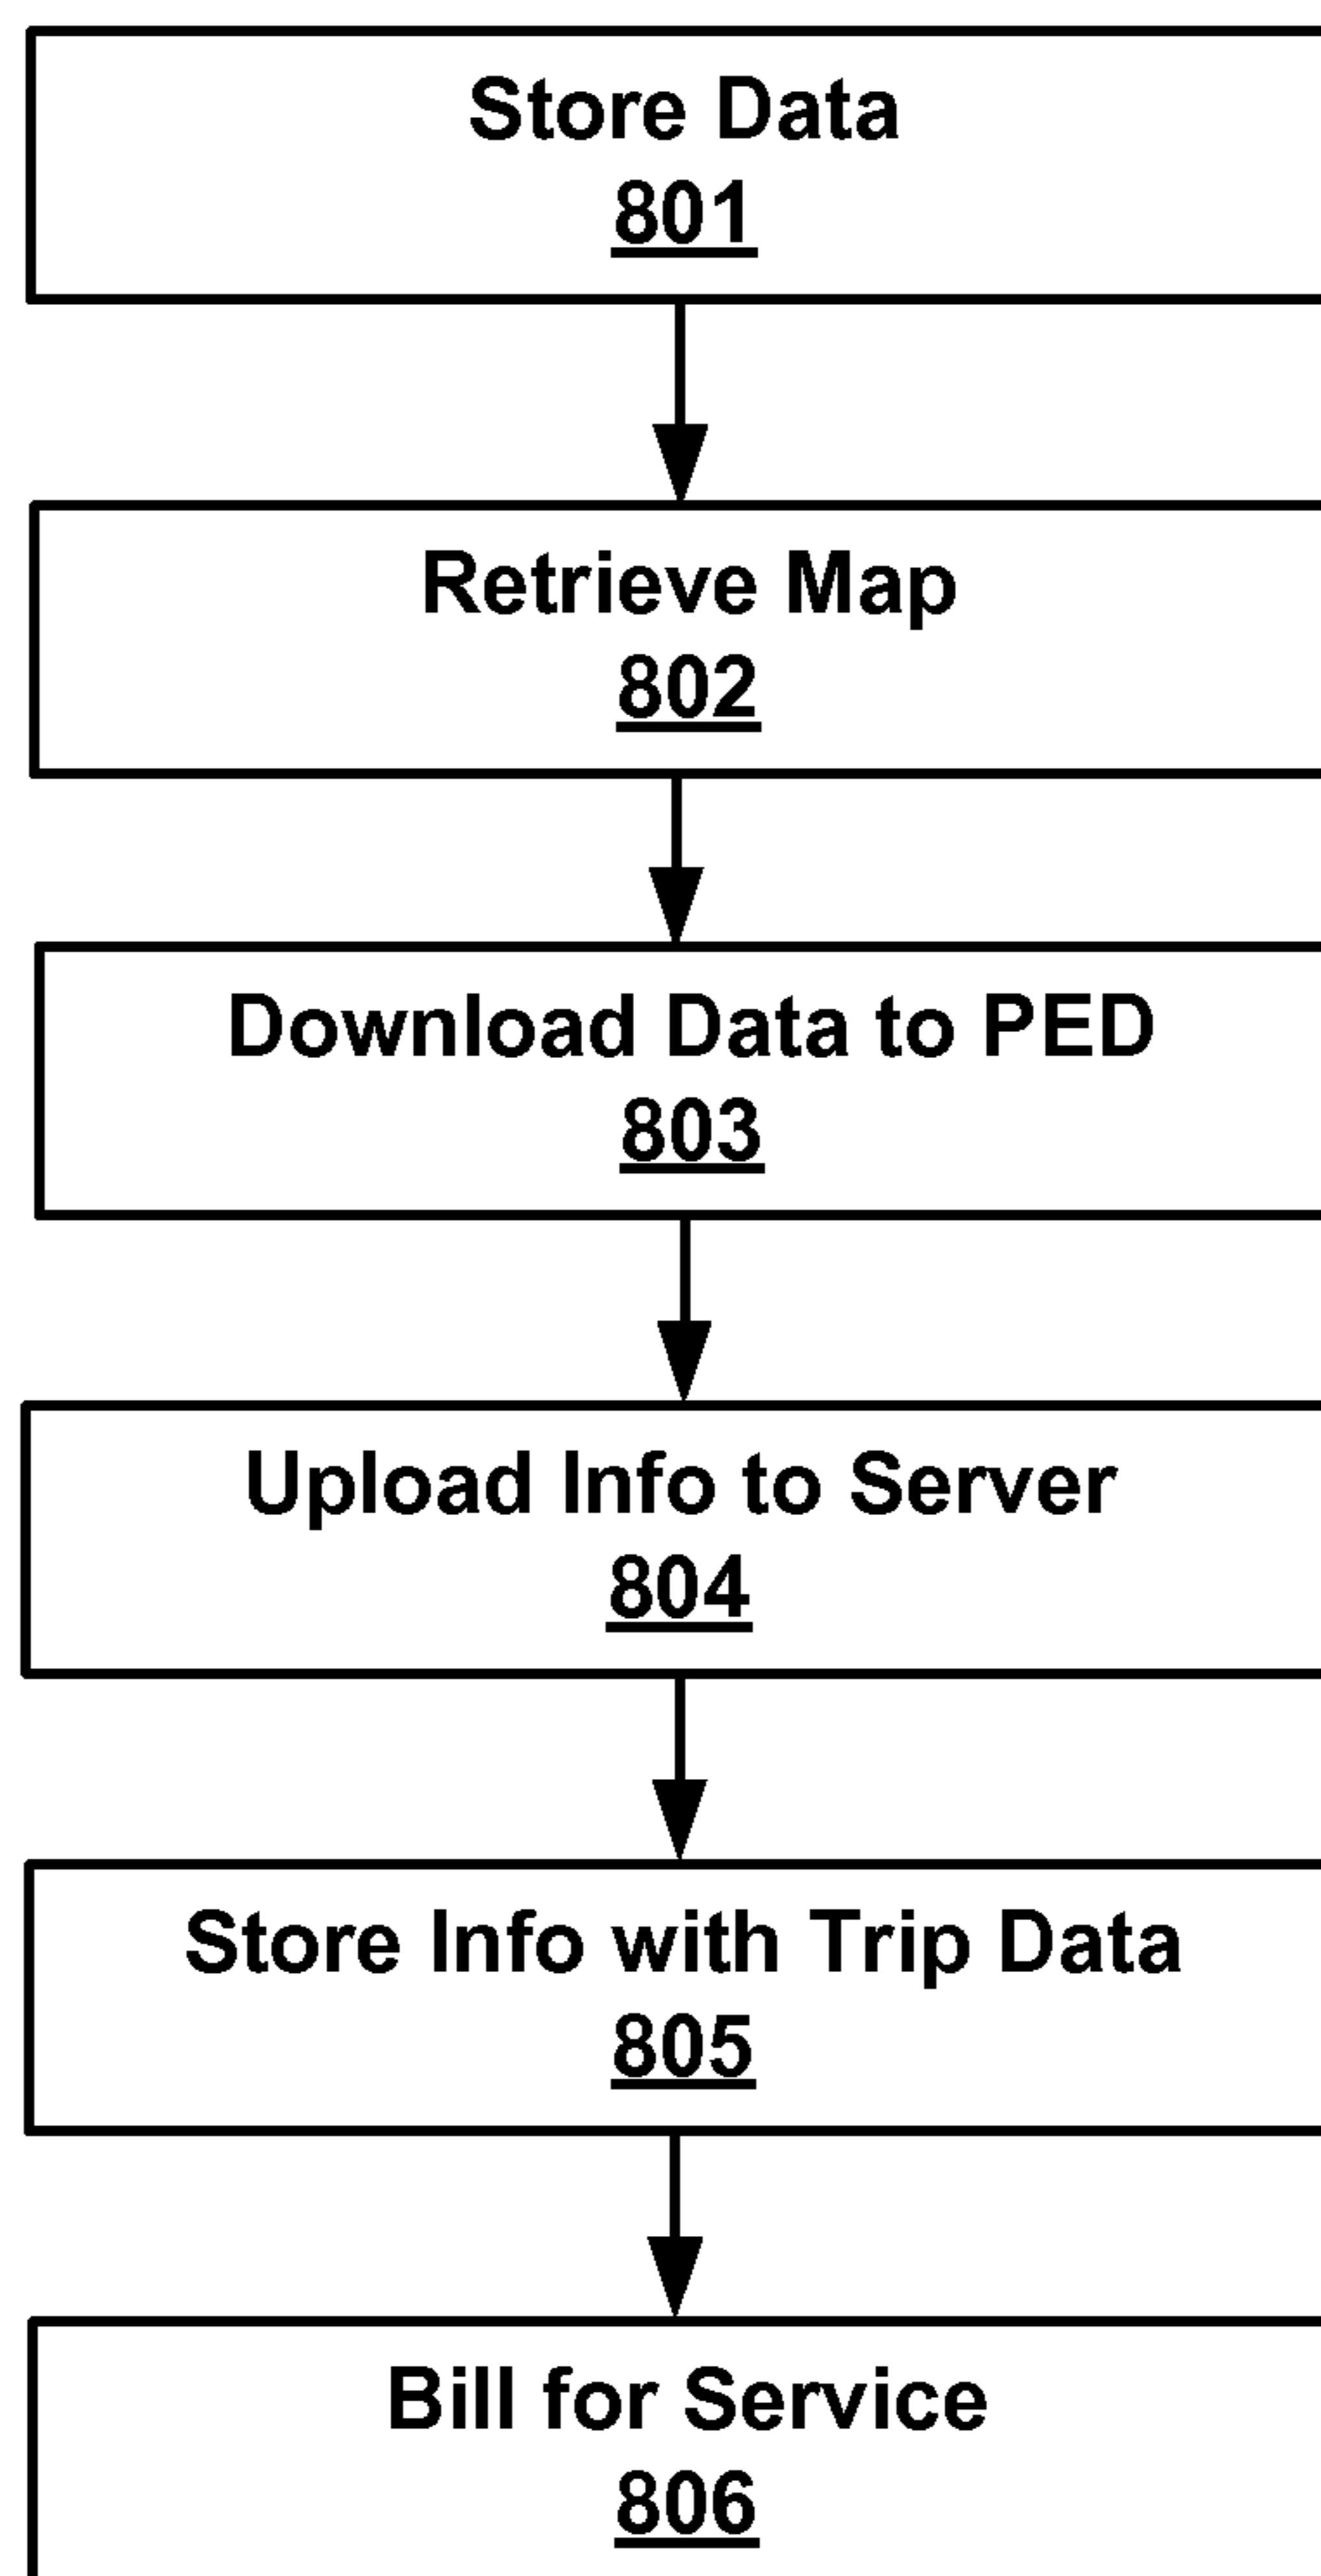 Store Data
801
Retrieve Map
802
Download Data to PED
803
Upload Info to Server
804
Store Info with Trip Data
805
Bill for Service
806